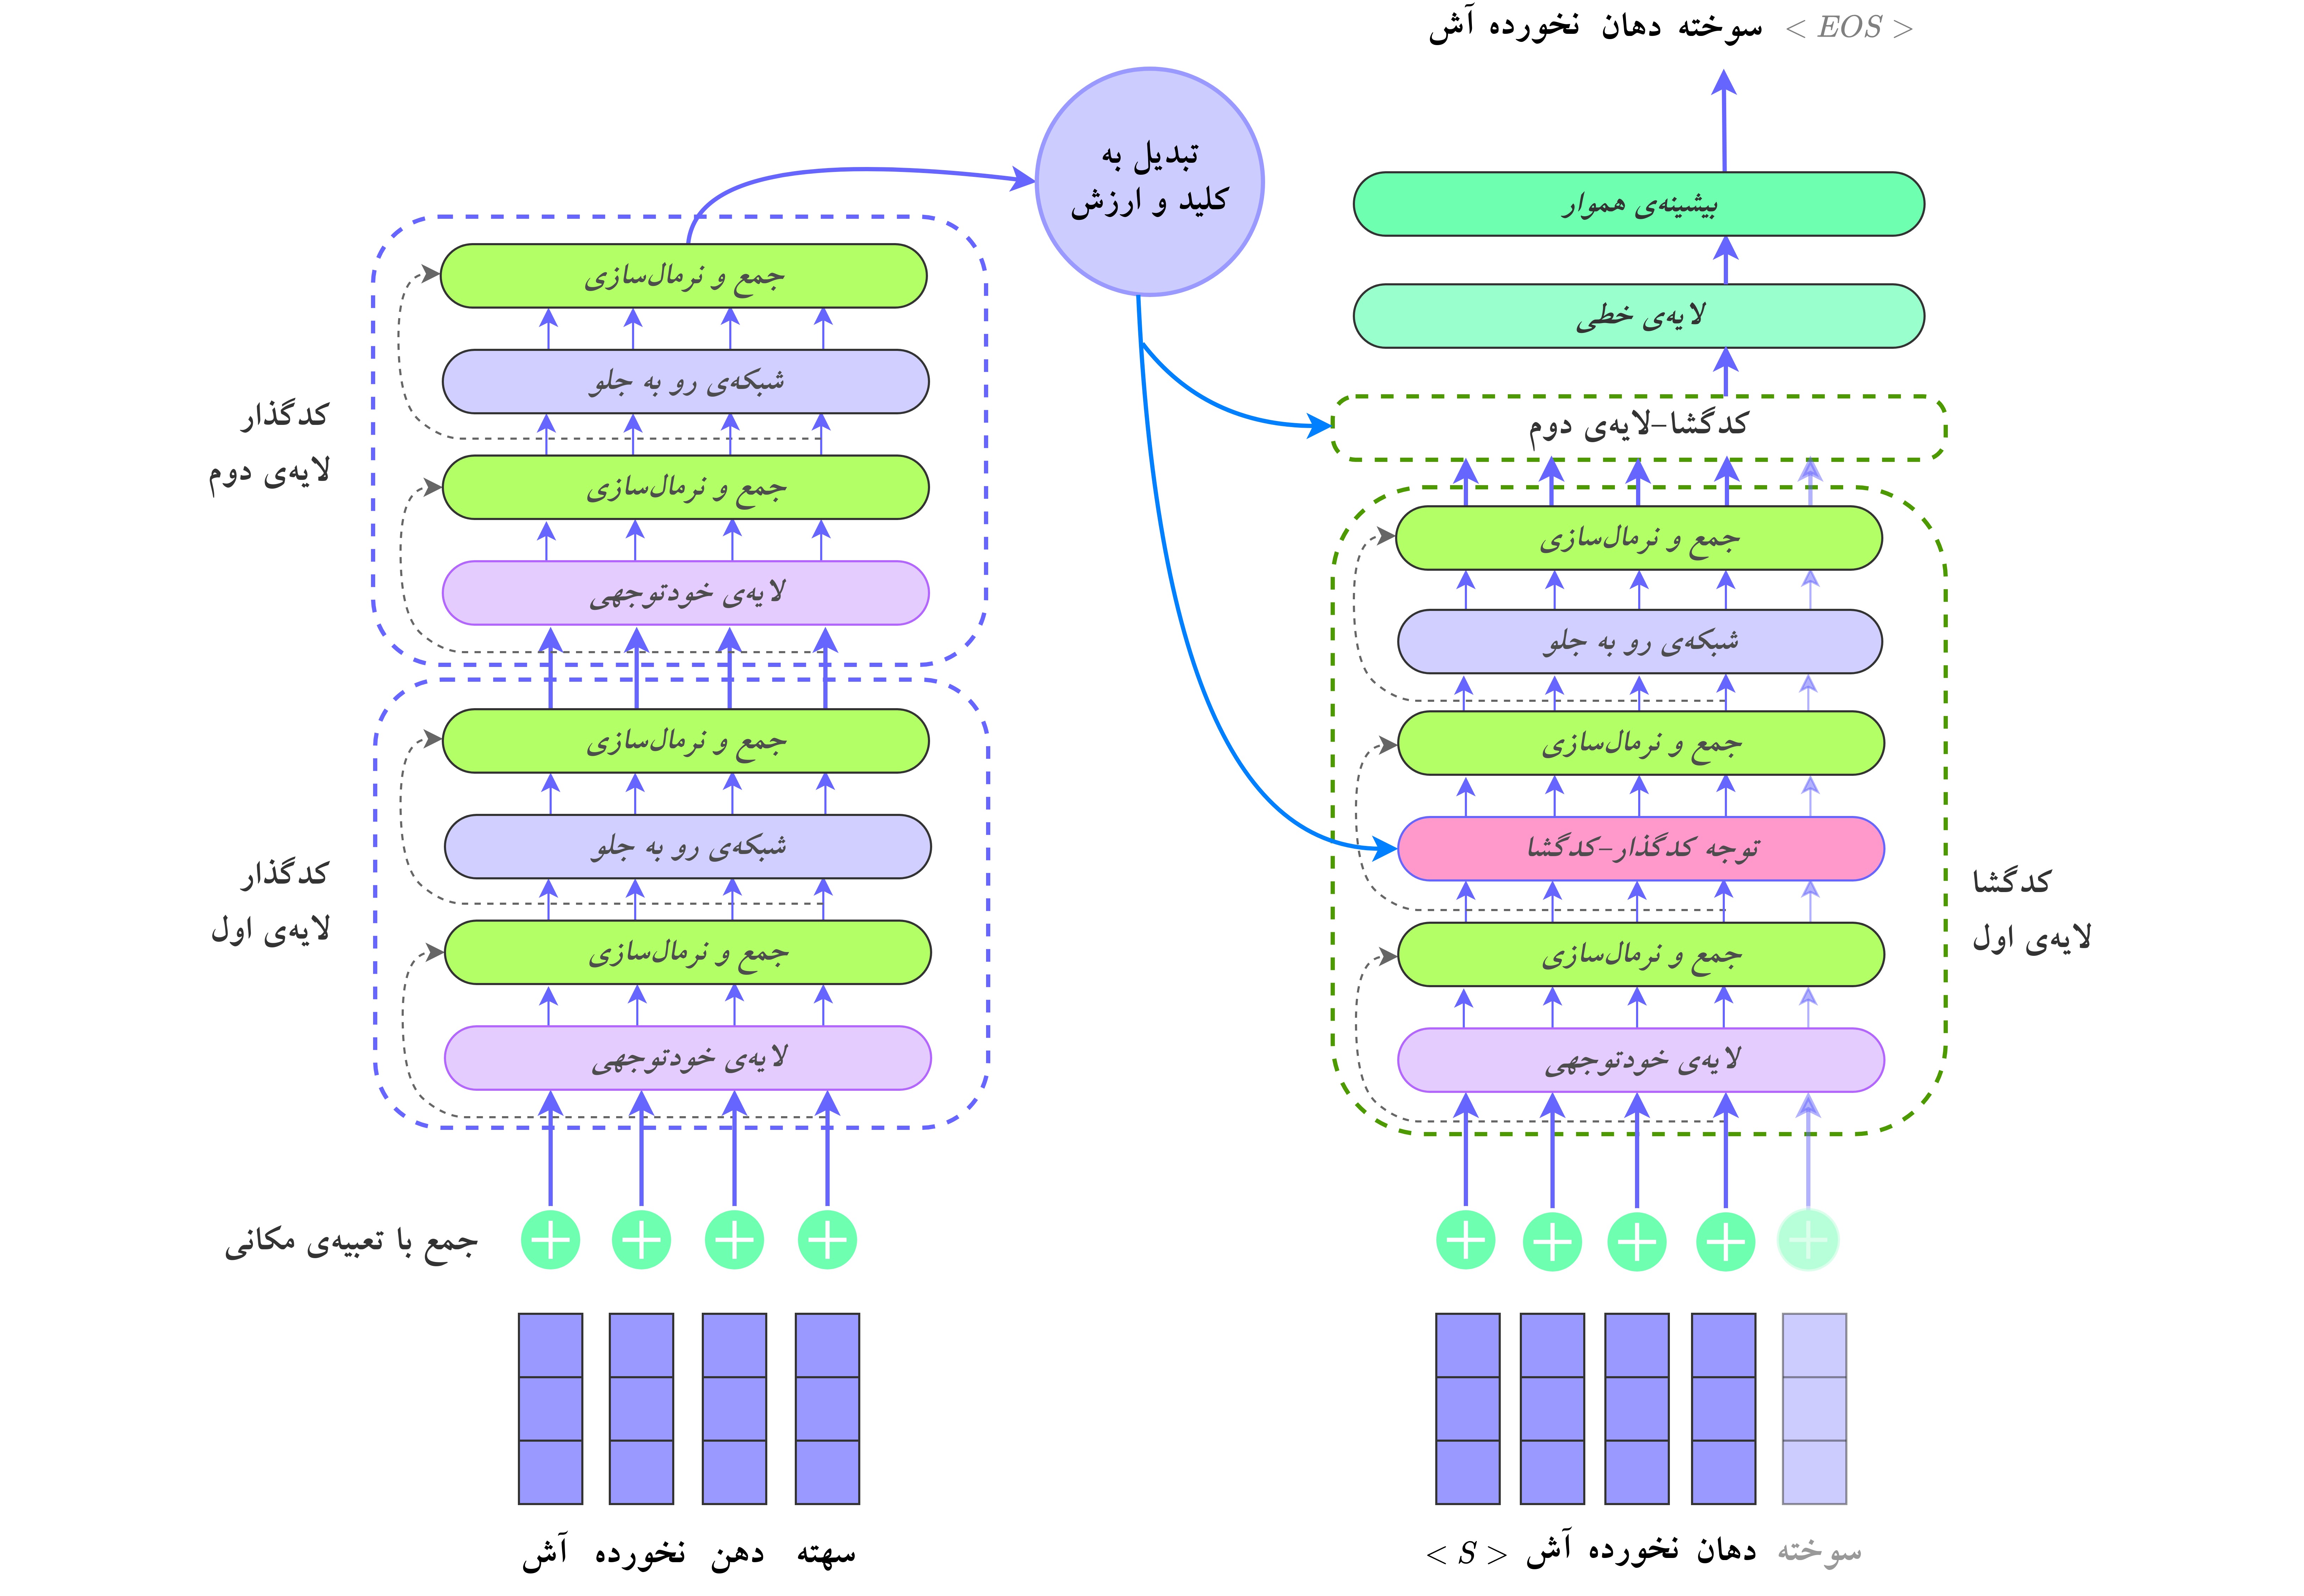 سوخته دهان نخورده آش < EOS >
تبدیل به
کلید و ارزش
بیشینه‌ی هموار
لایه‌ی خطی
کدگشا-لایه‌ی دوم
جمع و نرمال‌سازی
شبکه‌ی رو به جلو
جمع و نرمال‌سازی
توجه کدگذار-کدگشا
جمع و نرمال‌سازی
لایه‌ی خودتوجهی
کدگشا
لایه‌ی اول
< S > آش نخورده دهان سوخته
جمع و نرمال‌سازی
شبکه‌ی رو به جلو
جمع و نرمال‌سازی
لایه‌ی خودتوجهی
کدگذار
لایه‌ی دوم
جمع و نرمال‌سازی
شبکه‌ی رو به جلو
جمع و نرمال‌سازی
لایه‌ی خودتوجهی
کدگذار
لایه‌ی اول
جمع با تعبیه‌ی مکانی
آش نخورده دهن سهته